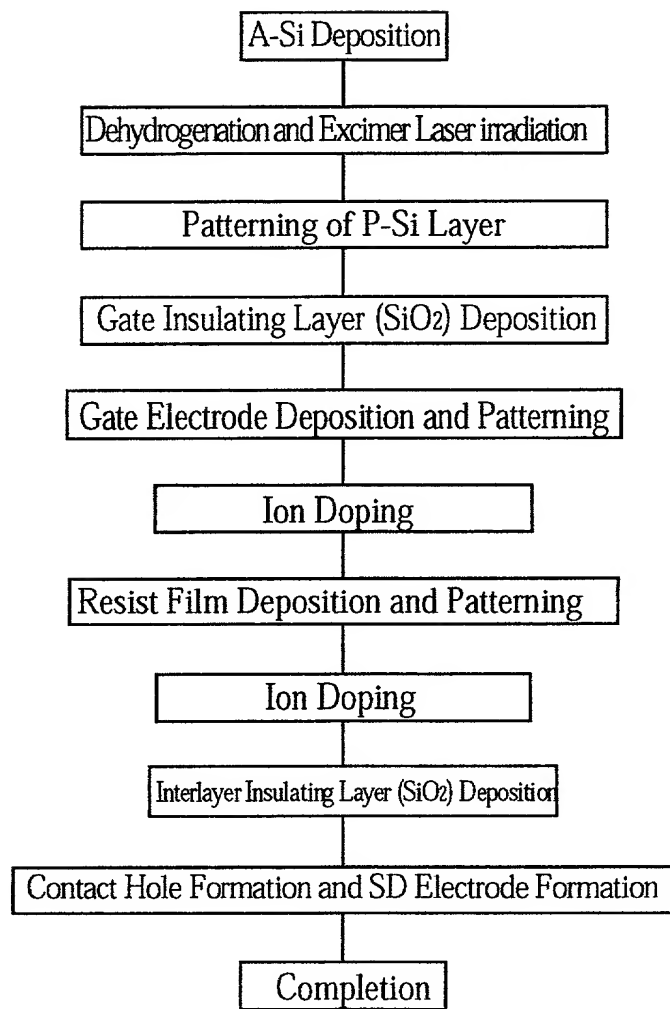 A-Si Deposition
Dehydrogenation and Excimer Laser irradiation
Patterning of P-Si Layer
Gate Insulating Layer (SiO2) Deposition
Gate Electrode Deposition and Patterning
Ion Doping
Resist Film Deposition and Patterning
Ion Doping
Interlayer Insulating Layer (SiO2) Deposition
Contact Hole Formation and SD Electrode Formation
Completion